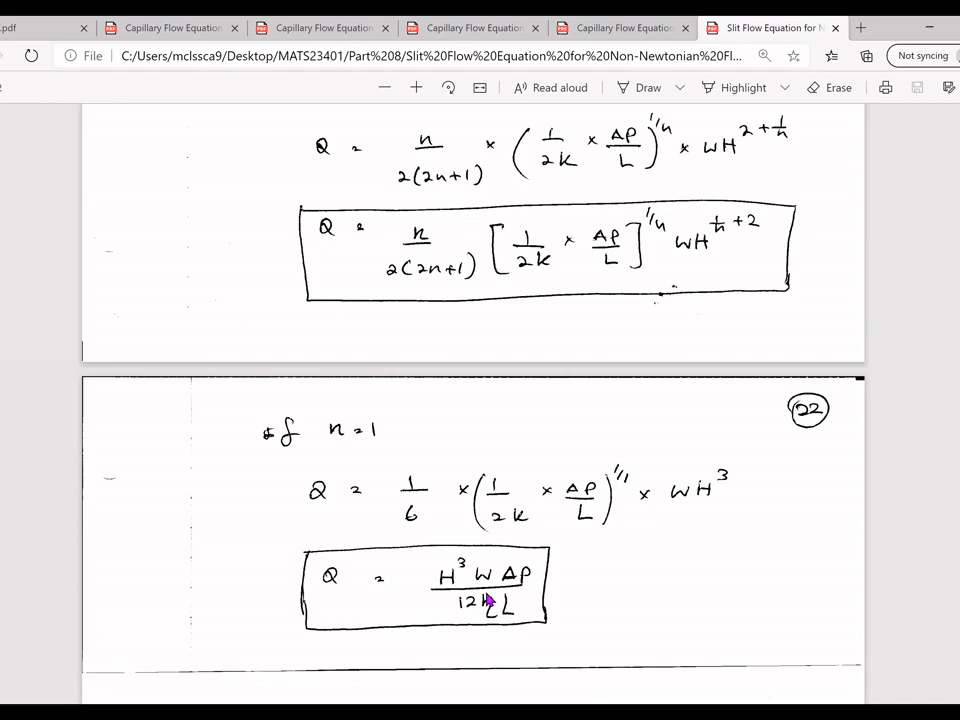 .pdf
Capillary Flow Equation
Capillary Flow Equation
Capillary Flow Equation
Capillary Flow Equation
Slit Flow Equation for N
File
C:/Users/mclssca9/Desktop/MATS23401/Part%208/Slit%20Flow%20Equation%20for%20Non-Newtonian%20Fl...
Not syncing
Read aloud
Draw
Highlight
Erase
Q = n / 2(2n+1) × (1/2K × ΔP/L)^1/n × WH^2+1/n
Q = n / 2(2n+1) [1/2K × ΔP/L]^1/n WH^1/n+2
22
If n=1
Q = 1/6 × (1/2K × ΔP/L)^1/1 × WH^3
Q = H^3 W ΔP / 12K L